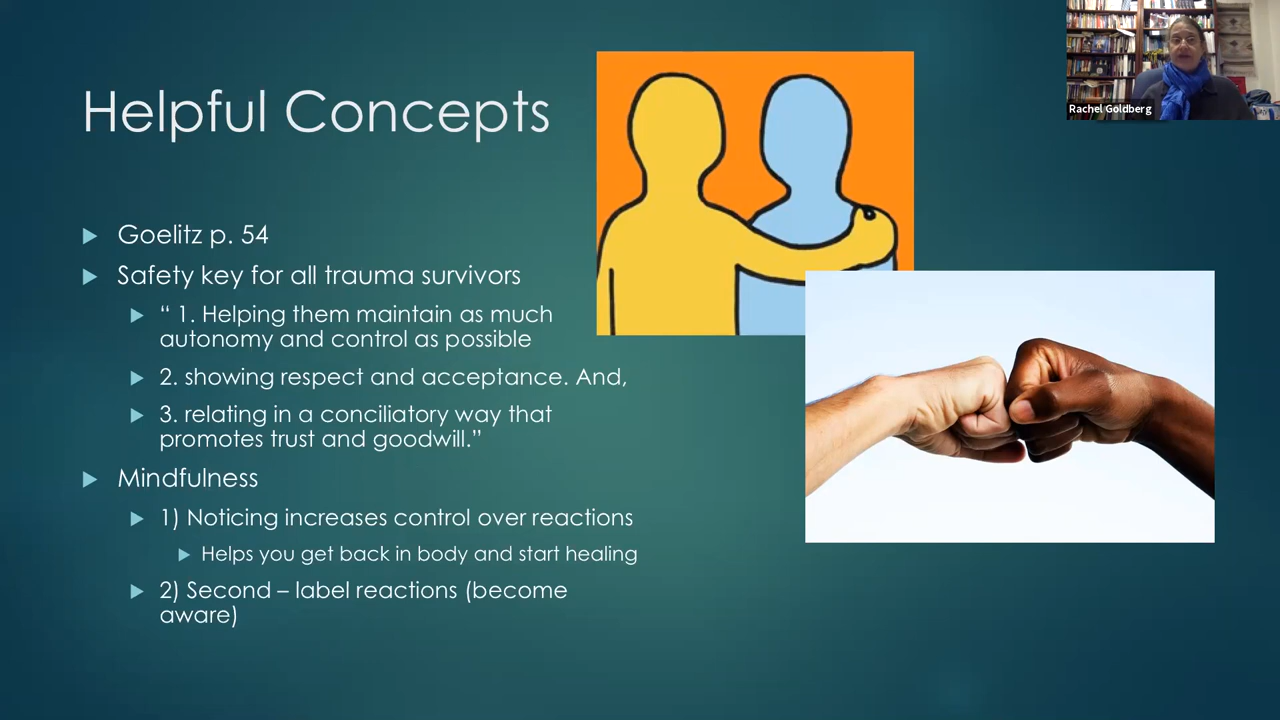 Helpful Concepts
Rachel Goldberg
Goelitz p. 54
Safety key for all trauma survivors
“ 1. Helping them maintain as much
autonomy and control as possible
2. showing respect and acceptance. And,
3. relating in a conciliatory way that
promotes trust and goodwill.”
Mindfulness
1) Noticing increases control over reactions
Helps you get back in body and start healing
2) Second – label reactions (become
aware)